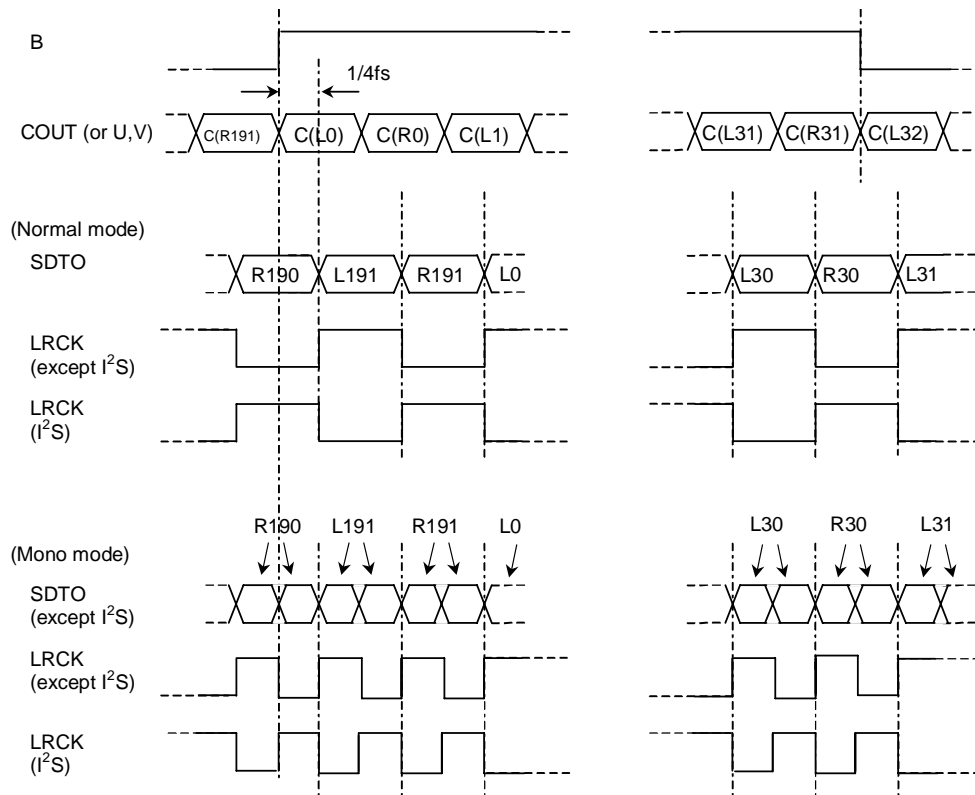 B
1/4fs
COUT (or U,V)
C(R191) C(L0) C(R0) C(L1) C(L31) C(R31) C(L32)
(Normal mode)
SDTO
R190 L191 R191 L0 L30 R30 L31
LRCK
(except I²S)
LRCK
(I²S)
R190 L191 R191 L0 L30 R30 L31
(Mono mode)
SDTO
(except I²S)
LRCK
(except I²S)
LRCK
(I²S)